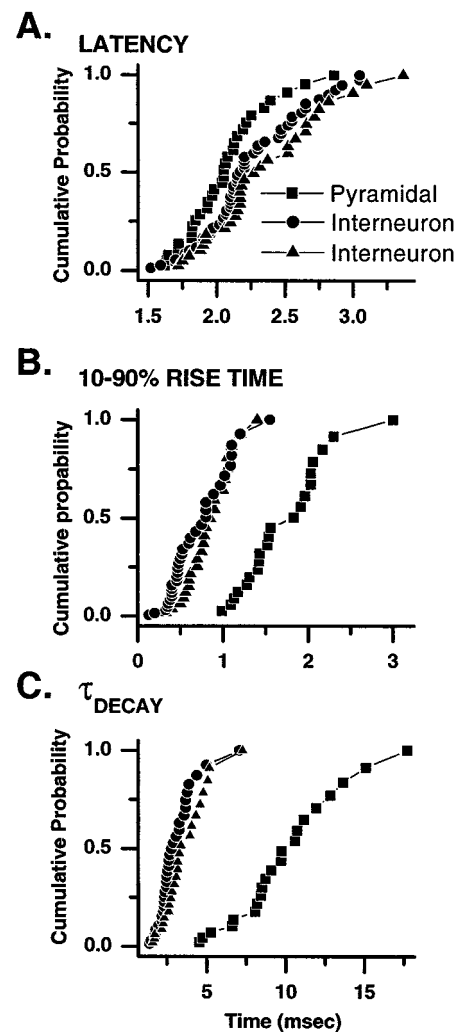 A.
LATENCY
Cumulative Probability
1.0
0.5
0.0
Pyramidal
Interneuron
Interneuron
1.5 2.0 2.5 3.0
B.
10-90% RISE TIME
Cumulative propability
1.0
0.5
0.0
0 1 2 3
C.
τDECAY
Cumulative Probability
1.0
0.5
0.0
5 10 15
Time (msec)